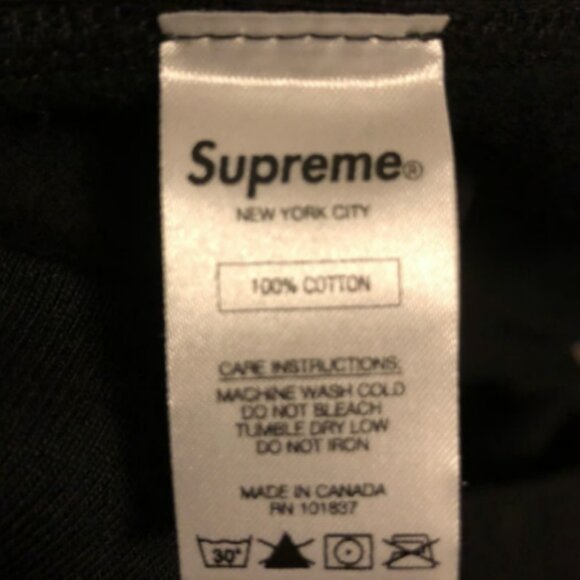 Supreme®
NEW YORK CITY
100% COTTON
CARE INSTRUCTIONS:
MACHINE WASH COLD
DO NOT BLEACH
TUMBLE DRY LOW
DO NOT IRON
MADE IN CANADA
RN 101837
30°